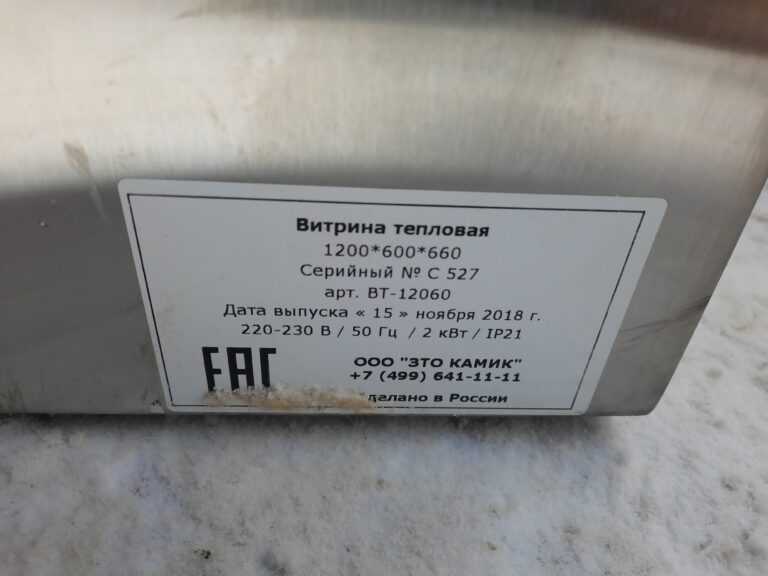 Витрина тепловая
1200*600*660
Серийный № С 527
арт. ВТ-12060
Дата выпуска « 15 » ноября 2018 г.
220-230 В / 50 Гц / 2 кВт / IP21
ЕАС
ООО "ЗТО КАМИК"
+7 (499) 641-11-11
Сделано в России